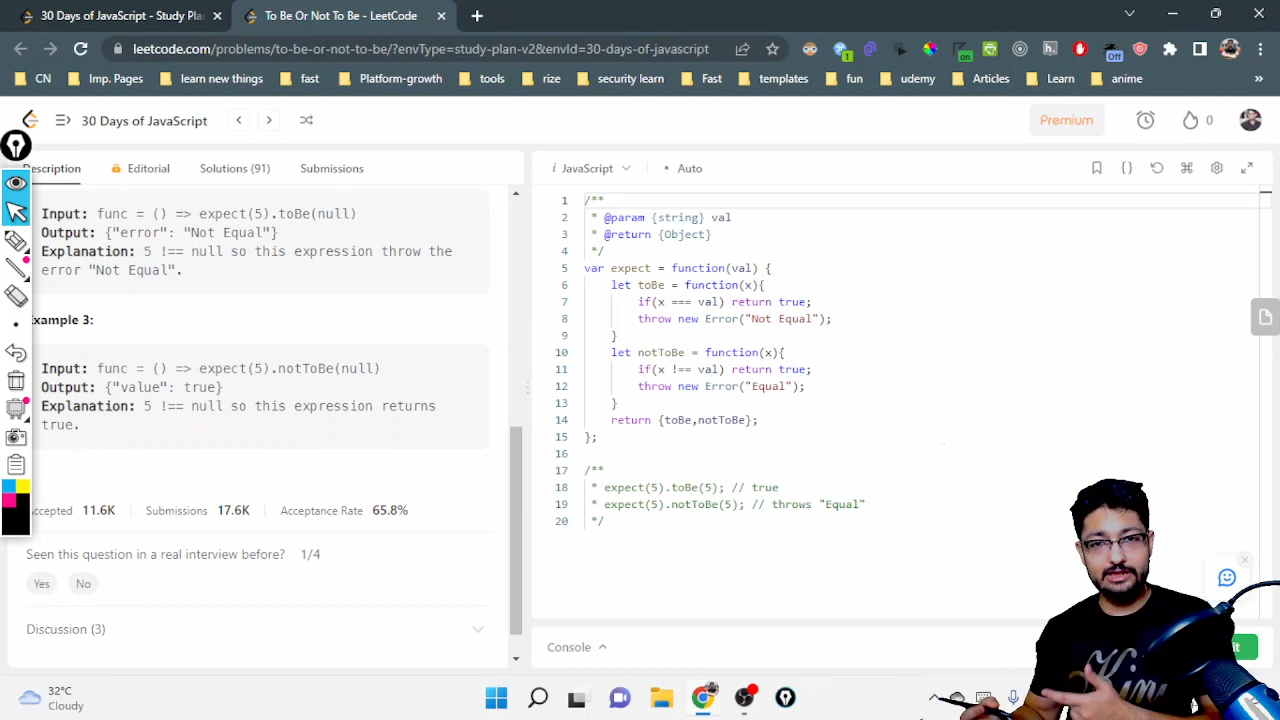 30 Days of JavaScript - Study Pla
To Be Or Not To Be - LeetCode
leetcode.com/problems/to-be-or-not-to-be/?envType=study-plan-v2&envId=30-days-of-javascript
1
on
h.
Off
CN
Imp. Pages
learn new things
fast
Platform-growth
tools
rise
security learn
Fast
templates
fun
udemy
Articles
Learn
anime
»
30 Days of JavaScript
Premium
0
Description
Editorial
Solutions (91)
Submissions
Input: func = () => expect(5).toBe(null)
Output: {"error": "Not Equal"}
Explanation: 5 !== null so this expression throw the
error "Not Equal".
Example 3:
Input: func = () => expect(5).notToBe(null)
Output: {"value": true}
Explanation: 5 !== null so this expression returns
true.
Accepted 11.6K
Submissions 17.6K
Acceptance Rate 65.8%
Seen this question in a real interview before? 1/4
Yes
No
Discussion (3)
i JavaScript
• Auto
1 /**
2 * @param {string} val
3 * @return {Object}
4 */
5 var expect = function(val) {
6 let toBe = function(x){
7 if(x === val) return true;
8 throw new Error("Not Equal");
9 }
10 let notToBe = function(x){
11 if(x !== val) return true;
12 throw new Error("Equal");
13 }
14 return {toBe,notToBe};
15 };
16
17 /**
18 * expect(5).toBe(5); // true
19 * expect(5).notToBe(5); // throws "Equal"
20 */
Console
it
32°C
Cloudy